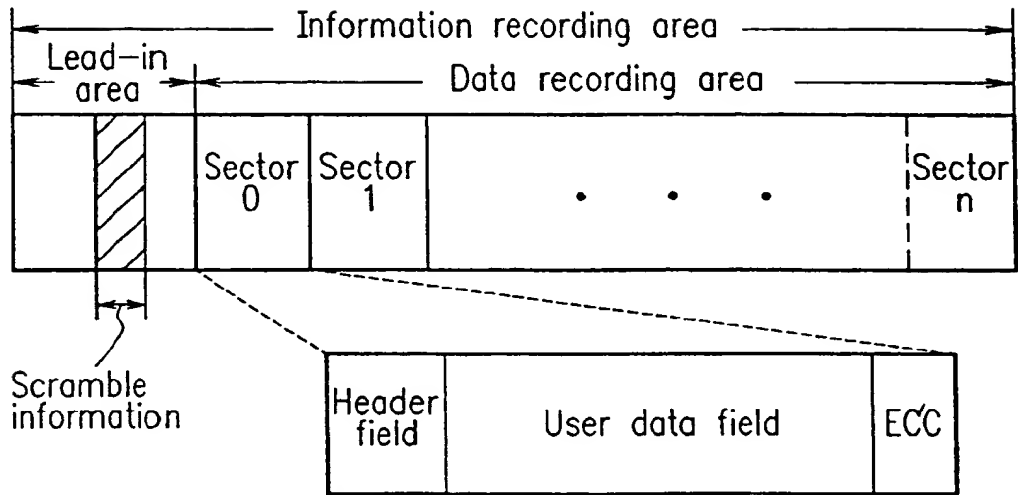 Information recording area
Lead-in
area
Data recording area
Sector
0
Sector
1
Sector
n
Scramble
information
Header
field
User data field
ECC